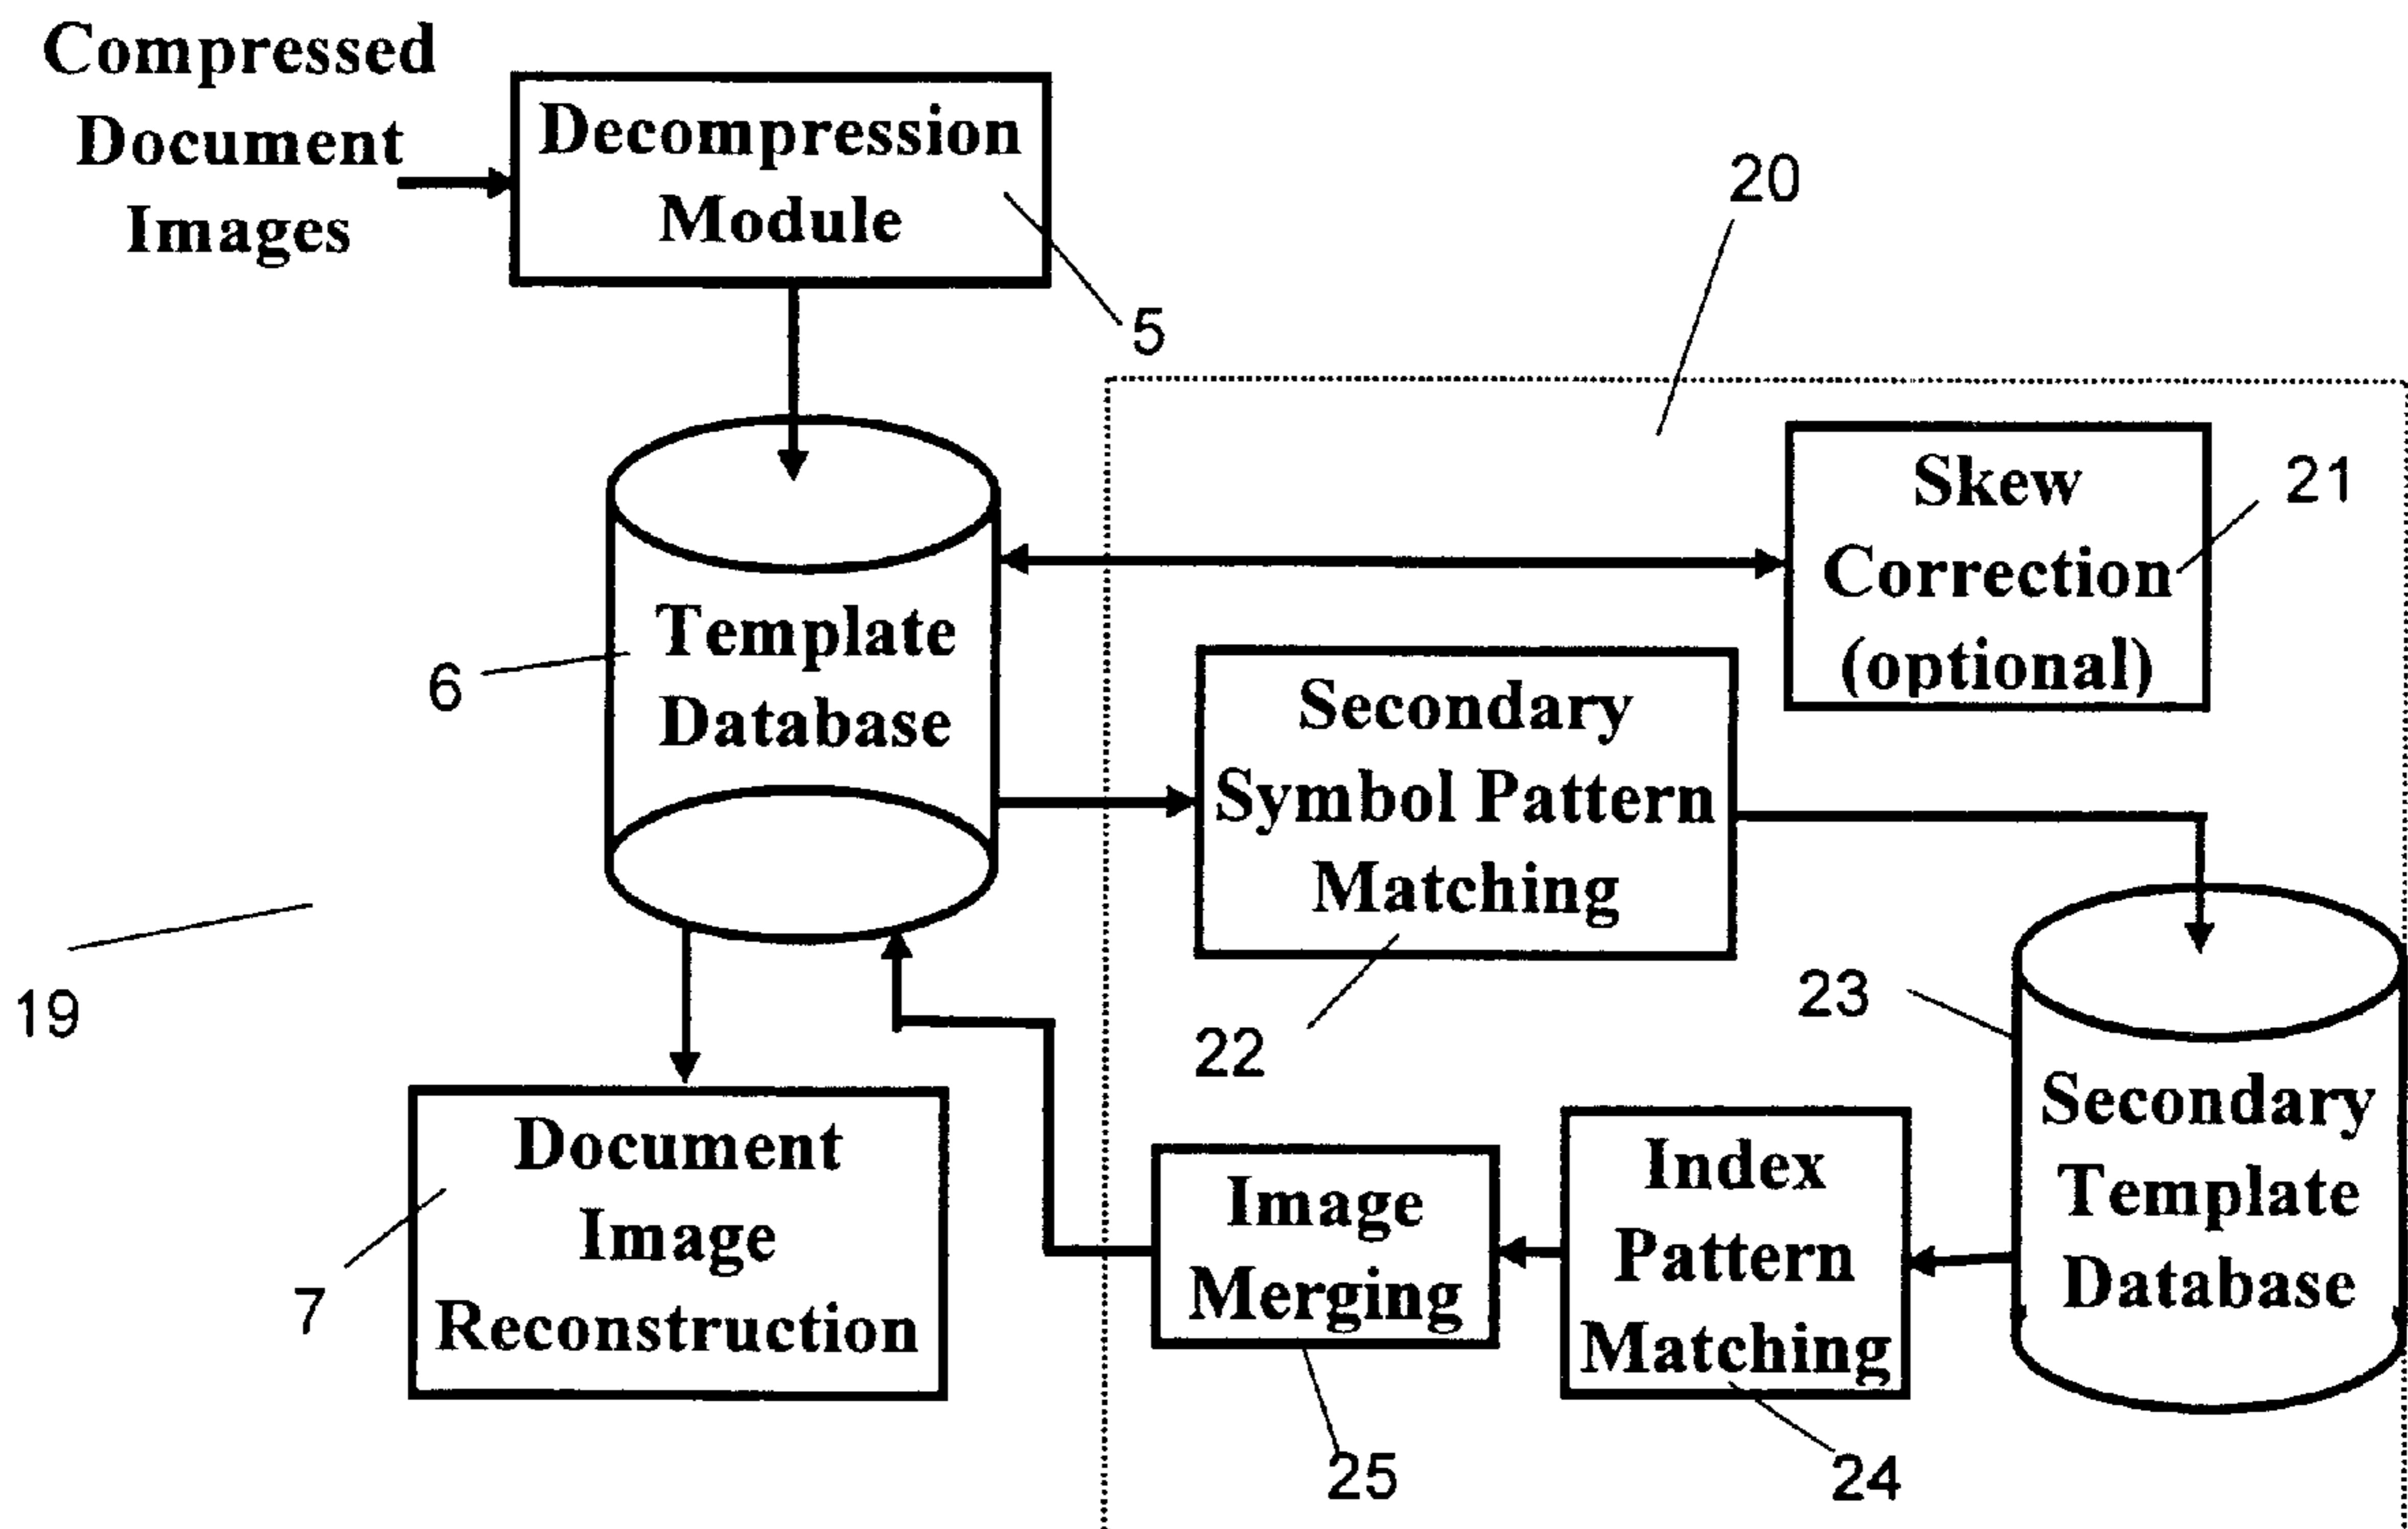 Compressed
Document
Images
Decompression
Module
5
20
Skew
Correction
(optional)
21
Template
Database
6
Secondary
Symbol Pattern
Matching
22
19
23
Secondary
Template
Database
Document
Image
Reconstruction
7
Image
Merging
25
Index
Pattern
Matching
24